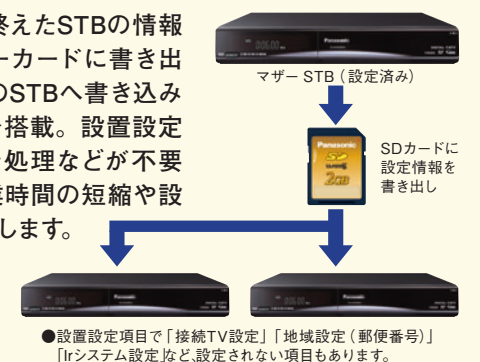 終えたSTBの情報
ーカードに書き出
のSTBへ書き込み
搭載。設置設定
処理などが不要
業時間の短縮や設
します。
Panasonic
マザー STB（設定済み）
Panasonic
SD
2GB
SDカードに
設定情報を
書き出し
Panasonic
Panasonic
●設置設定項目で「接続TV設定」「地域設定（郵便番号）」
「Irシステム設定」など、設定されない項目もあります。